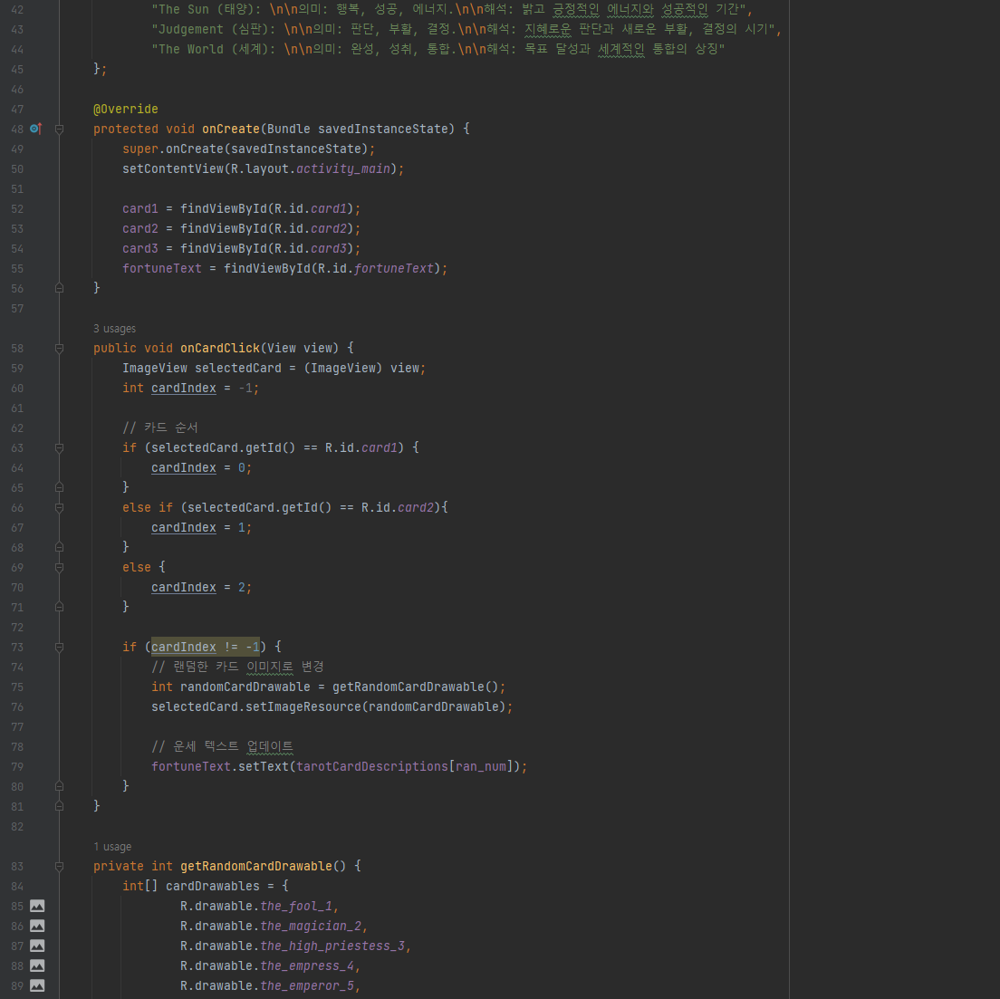 42 "The Sun (태양): \n\n의미: 행복, 성공, 에너지.\n\n해석: 밝고 긍정적인 에너지와 성공적인 기간",
43 "Judgement (심판): \n\n의미: 판단, 부활, 결정.\n\n해석: 지혜로운 판단과 새로운 부활, 결정의 시기",
44 "The World (세계): \n\n의미: 완성, 성취, 통합.\n\n해석: 목표 달성과 세계적인 통합의 상징"
45 };
46
47 @Override
48 protected void onCreate(Bundle savedInstanceState) {
49 super.onCreate(savedInstanceState);
50 setContentView(R.layout.activity_main);
51
52 card1 = findViewById(R.id.card1);
53 card2 = findViewById(R.id.card2);
54 card3 = findViewById(R.id.card3);
55 fortuneText = findViewById(R.id.fortuneText);
56 }
57
3 usages
58 public void onCardClick(View view) {
59 ImageView selectedCard = (ImageView) view;
60 int cardIndex = -1;
61
62 // 카드 순서
63 if (selectedCard.getId() == R.id.card1) {
64 cardIndex = 0;
65 }
66 else if (selectedCard.getId() == R.id.card2){
67 cardIndex = 1;
68 }
69 else {
70 cardIndex = 2;
71 }
72
73 if (cardIndex != -1) {
74 // 랜덤한 카드 이미지로 변경
75 int randomCardDrawable = getRandomCardDrawable();
76 selectedCard.setImageResource(randomCardDrawable);
77
78 // 운세 텍스트 업데이트
79 fortuneText.setText(tarotCardDescriptions[ran_num]);
80 }
81 }
82
1 usage
83 private int getRandomCardDrawable() {
84 int[] cardDrawables = {
85 R.drawable.the_fool_1,
86 R.drawable.the_magician_2,
87 R.drawable.the_high_priestess_3,
88 R.drawable.the_empress_4,
89 R.drawable.the_emperor_5,